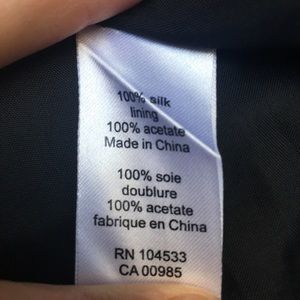 100% silk
lining
100% acetate
Made in China
100% soie
doublure
100% acetate
fabrique en China
RN 104533
CA 00985